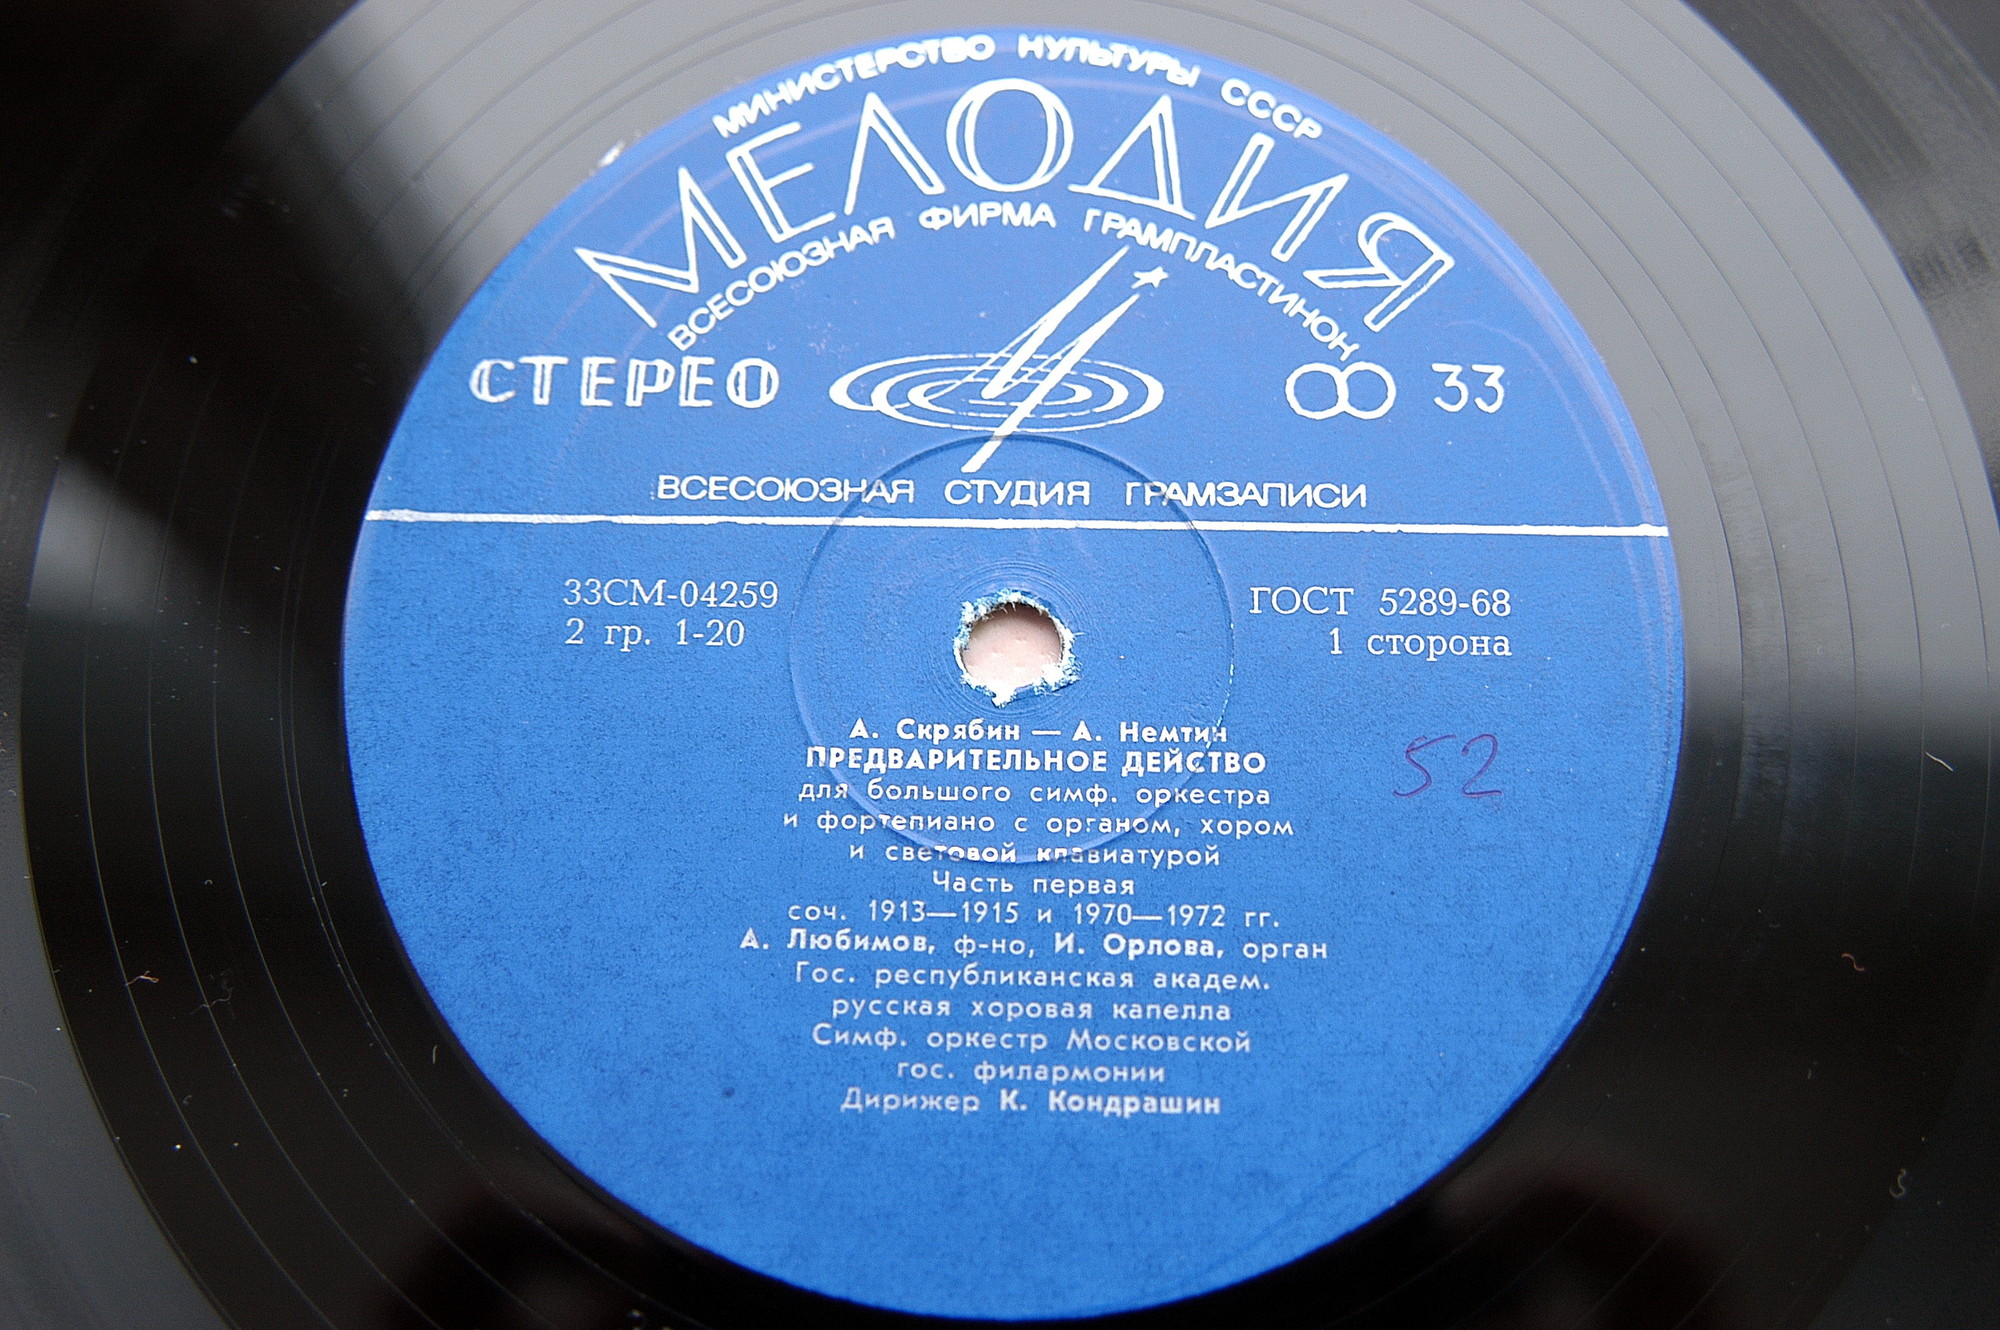 МИНИСТЕРСТВО КУЛЬТУРЫ СССР
МЕЛОДИЯ
ВСЕСОЮЗНАЯ ФИРМА ГРАМПЛАСТИНОК
СТЕРЕО
33
ВСЕСОЮЗНАЯ СТУДИЯ ГРАМЗАПИСИ
33СМ-04259
2 гр. 1-20
ГОСТ 5289-68
1 сторона
52
А. Скрябин — А. Немтин
ПРЕДВАРИТЕЛЬНОЕ ДЕЙСТВО
для большого симф. оркестра
и фортепиано с органом, хором
и световой клавиатурой
Часть первая
соч. 1913—1915 и 1970—1972 гг.
А. Любимов, ф-но, И. Орлова, орган
Гос. республиканская академ.
русская хоровая капелла
Симф. оркестр Московской
гос. филармонии
Дирижер К. Кондрашин